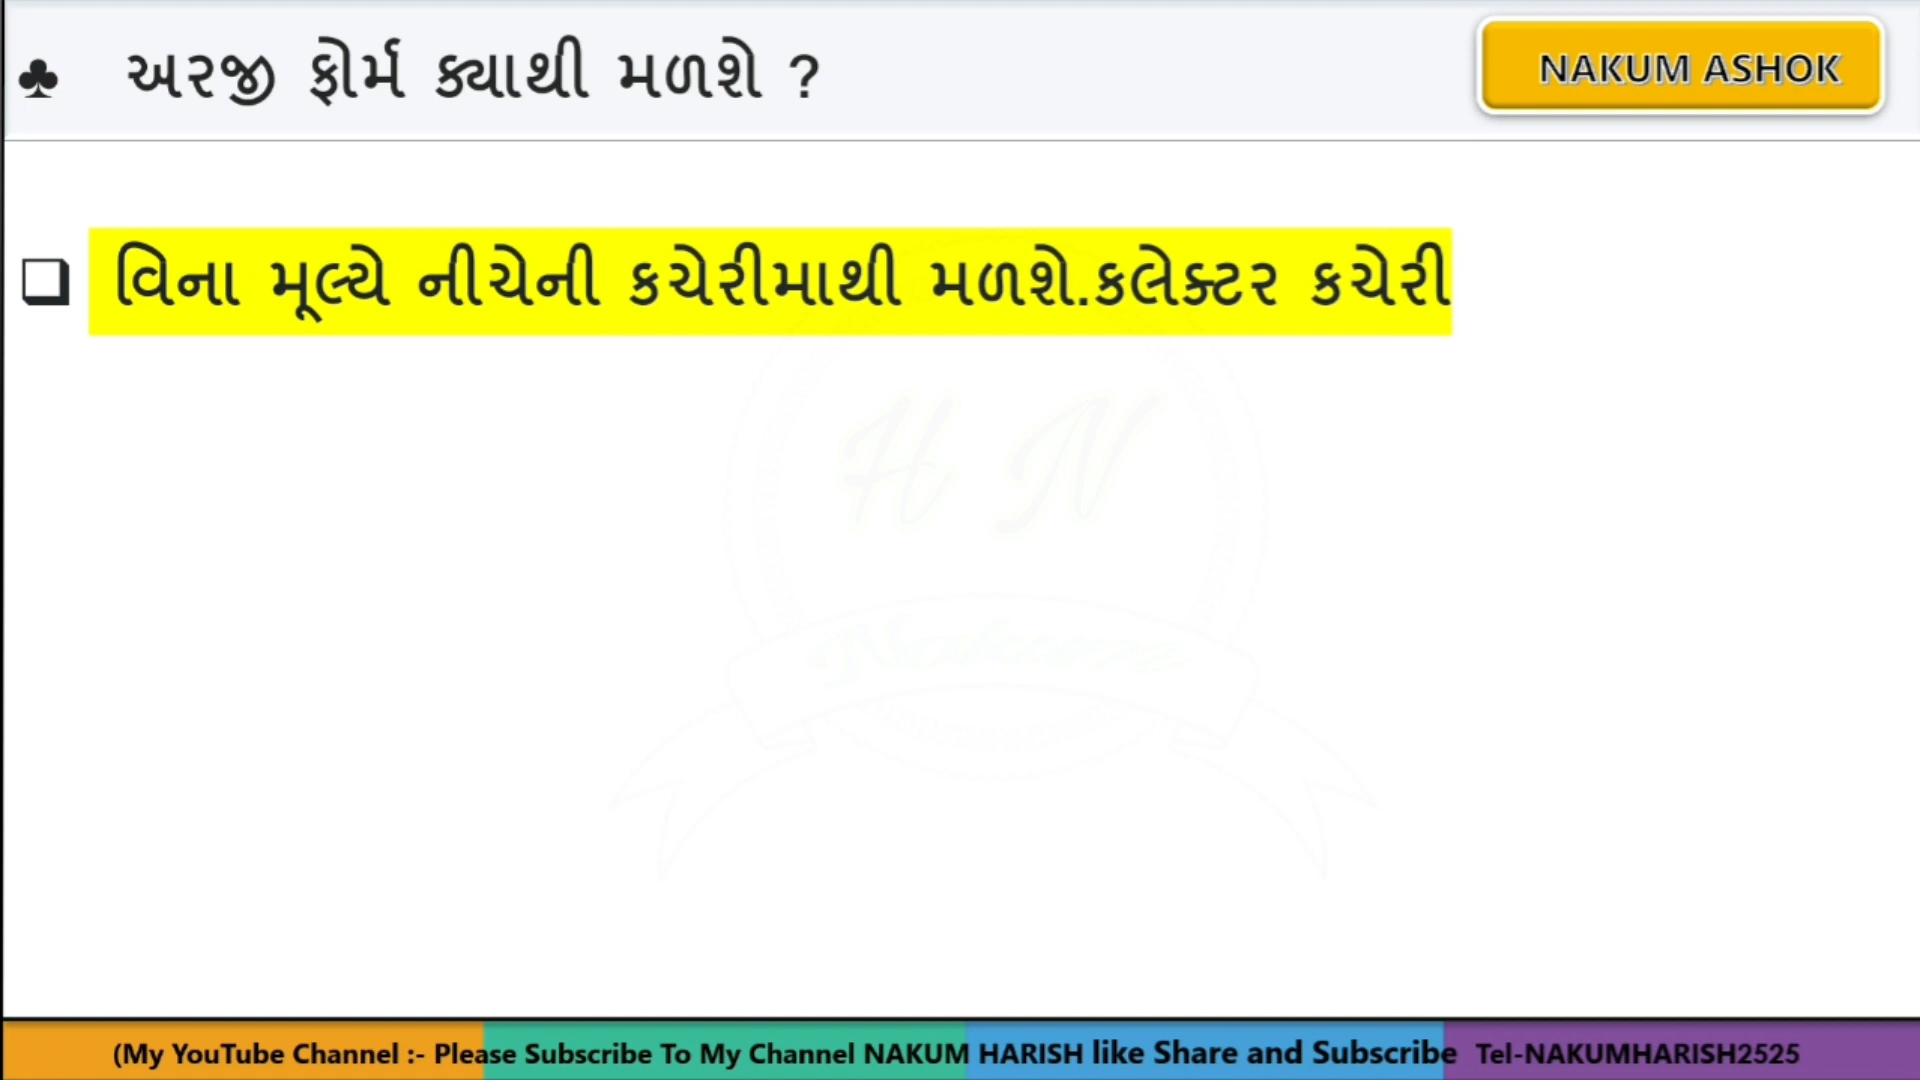 ♣ અરજી ફોર્મ ક્યાથી મળશે ?
NAKUM ASHOK
❑ વિના મૂલ્યે નીચેની કચેરીમાથી મળશે.કલેક્ટર કચેરી
H N
Nakum
(My YouTube Channel :- Please Subscribe To My Channel NAKUM HARISH like Share and Subscribe Tel-NAKUMHARISH2525